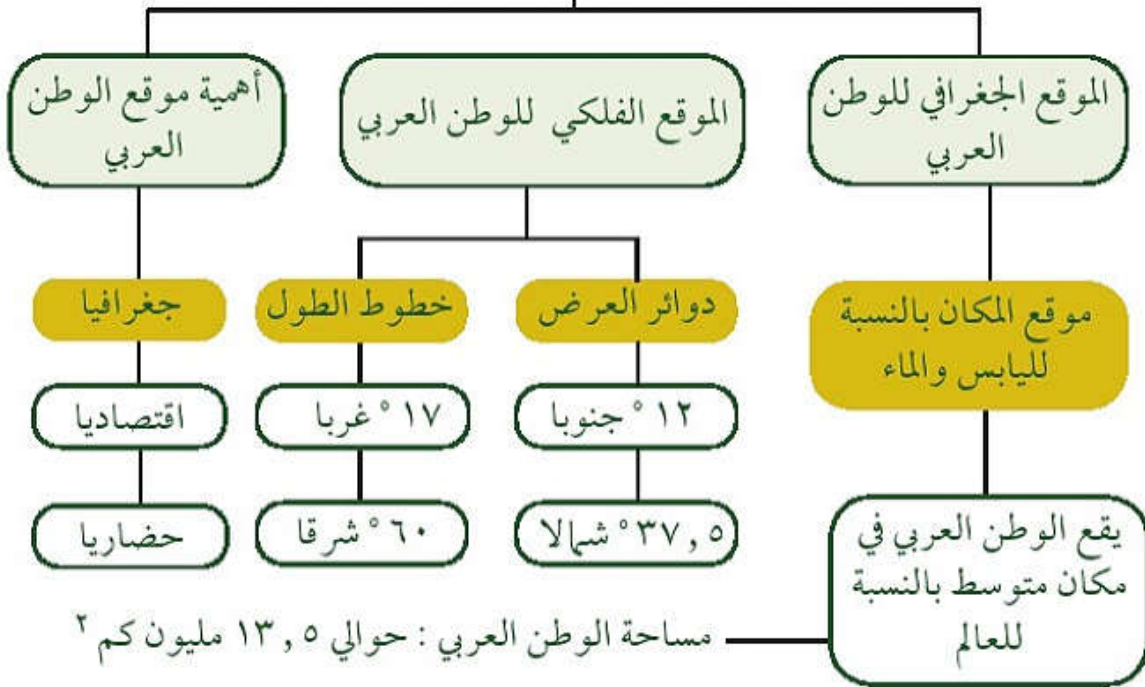 الموقع الجغرافي للوطن
العربي
الموقع الفلكي للوطن العربي
أهمية موقع الوطن
العربي
موقع المكان بالنسبة
لليابس والماء
دوائر العرض
خطوط الطول
جغرافيا
١٢ ° جنوبا
١٧ ° غربا
اقتصاديا
٣٧,٥ ° شمالا
٦٠ ° شرقا
حضاريا
يقع الوطن العربي في
مكان متوسط بالنسبة
للعالم
مساحة الوطن العربي : حوالي ١٣,٥ مليون كم ٢